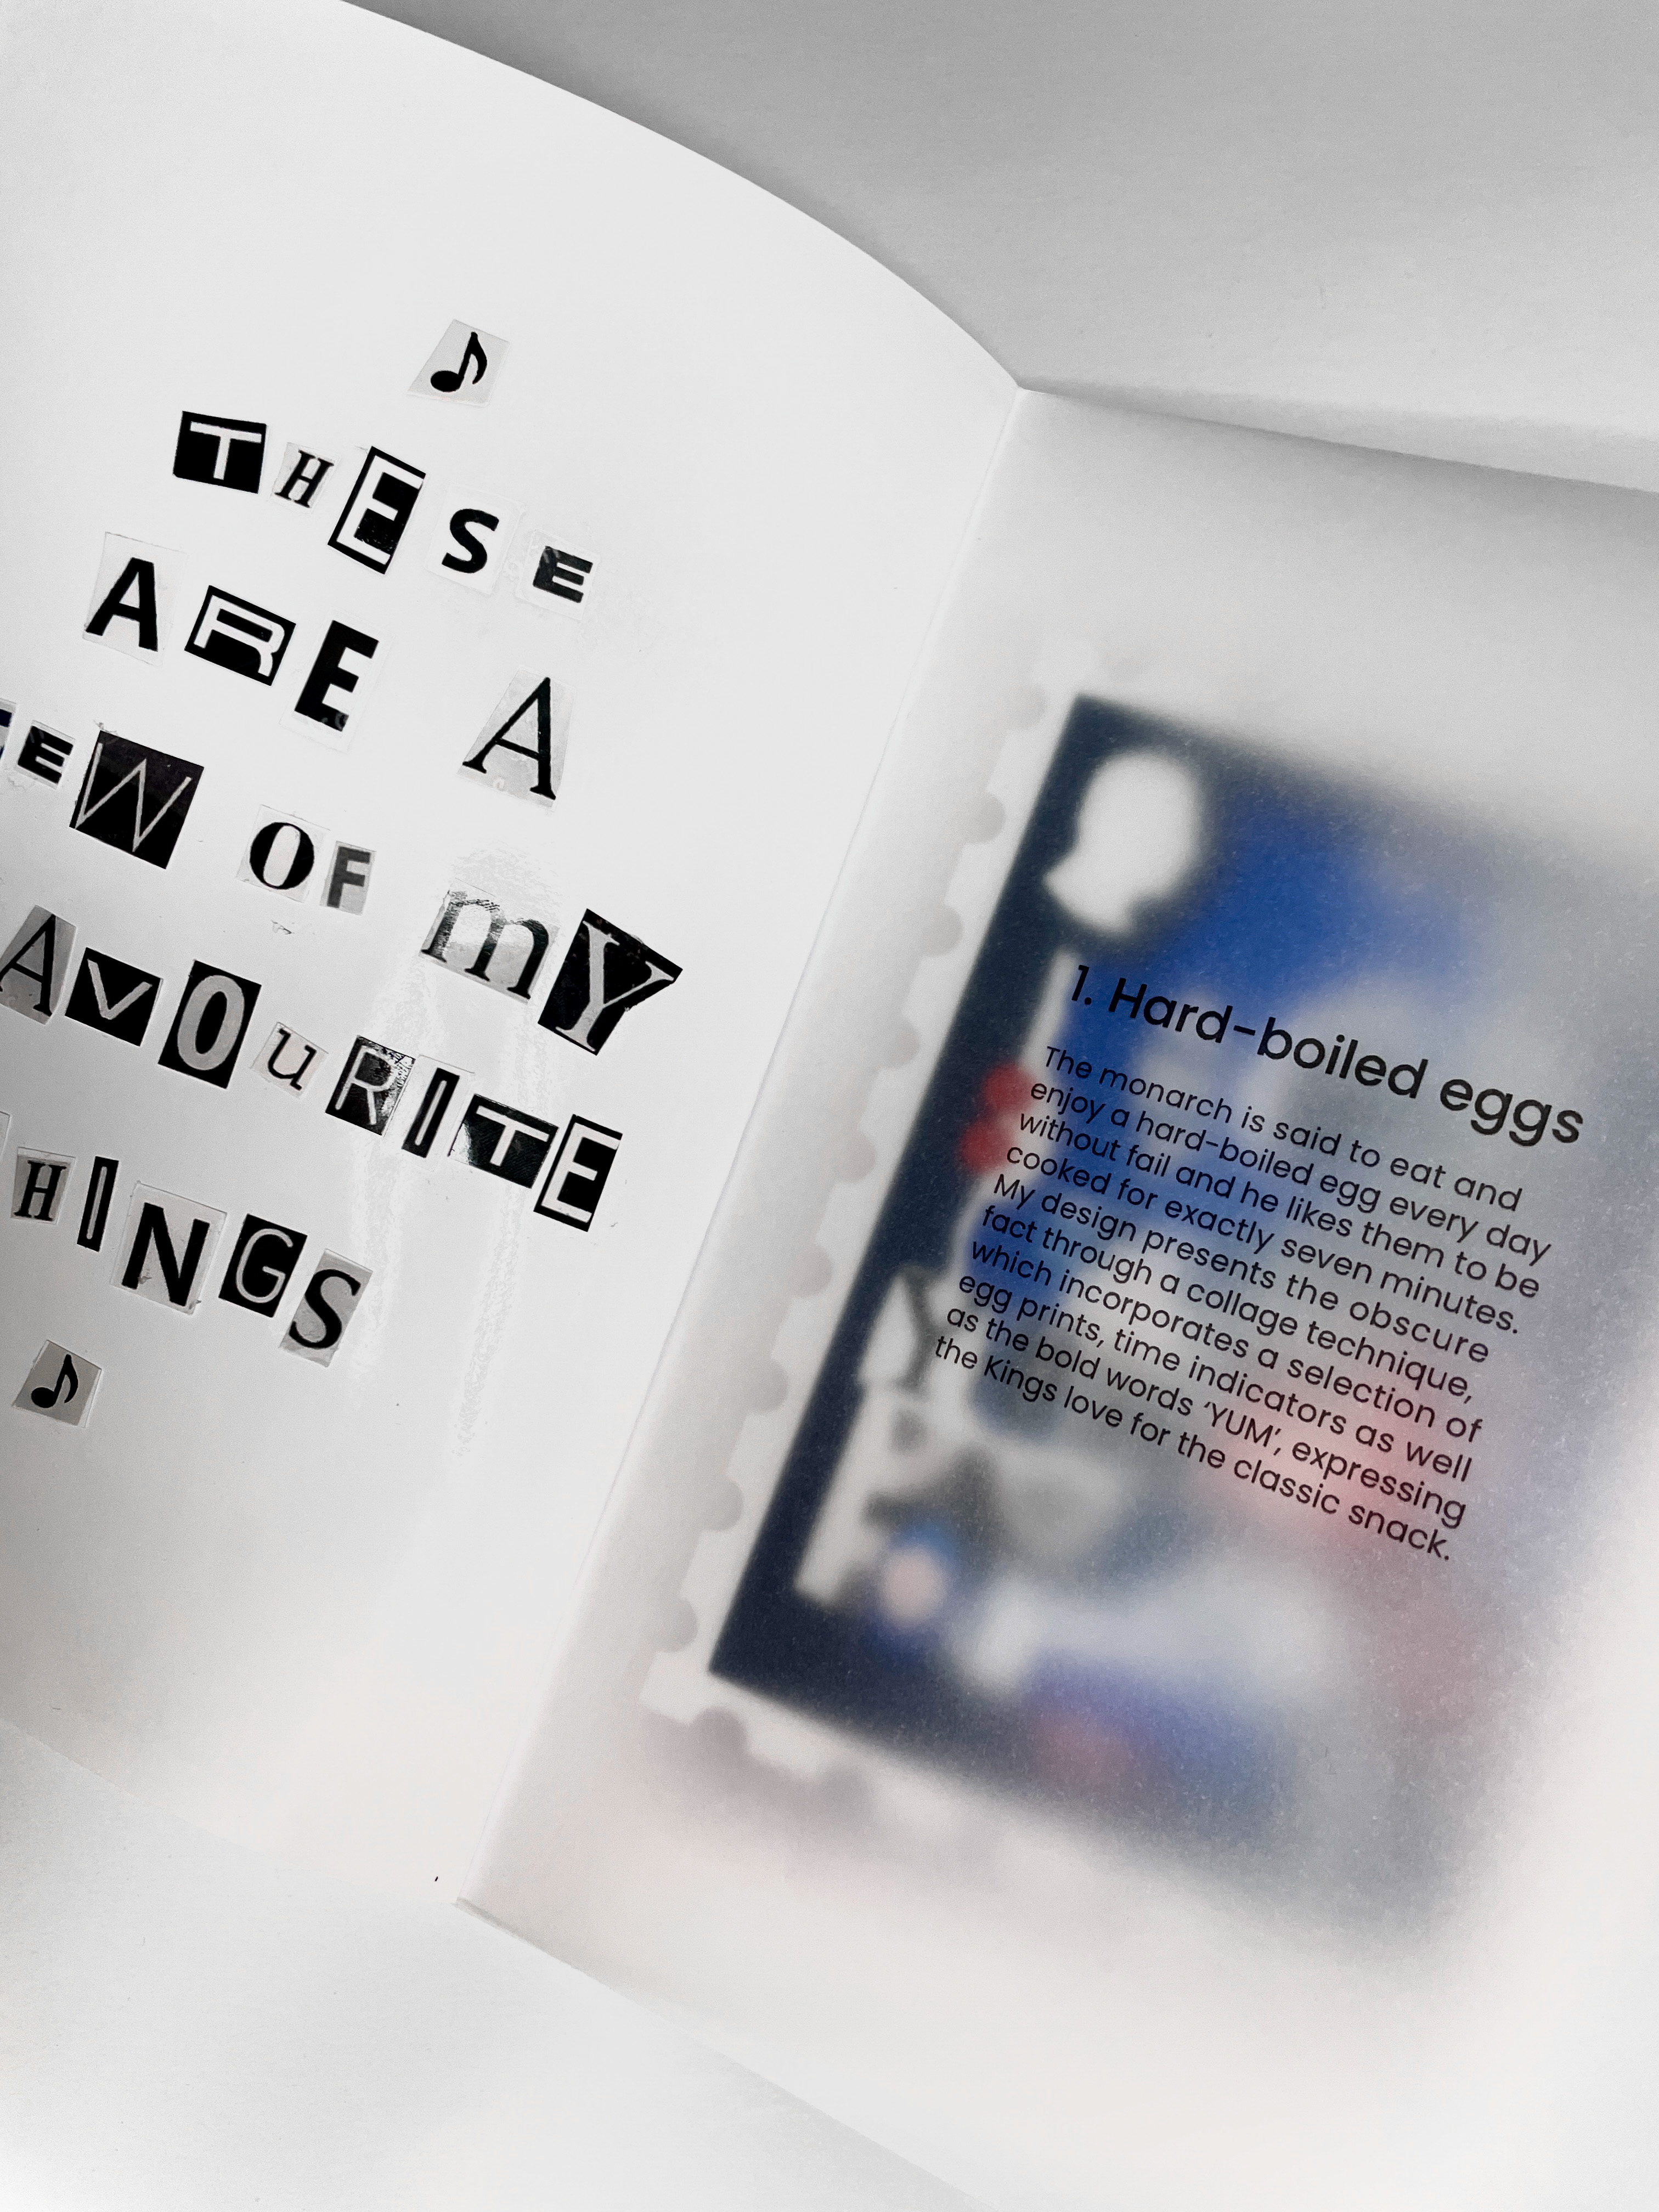 ♪
THESE
ARE A
EW OF mY
AVOuRITE
HINGS
♪
1. Hard-boiled eggs
The monarch is said to eat and
enjoy a hard-boiled egg every day
without fail and he likes them to be
cooked for exactly seven minutes.
My design presents the obscure
fact through a collage technique,
which incorporates a selection of
egg prints, time indicators as well
as the bold words ‘YUM’, expressing
the Kings love for the classic snack.